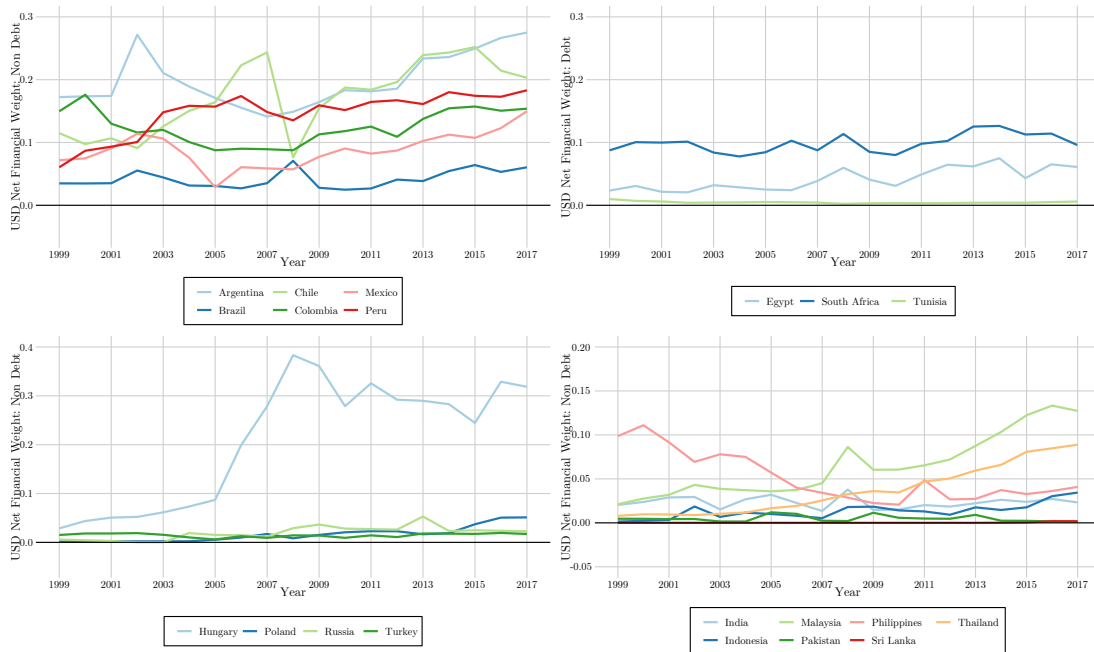 USD Net Financial Weight: Non Debt
0.3
0.2
0.1
0.0
1999 2001 2003 2005 2007 2009 2011 2013 2015 2017
Year
Argentina Chile Mexico
Brazil Colombia Peru
USD Net Financial Weight: Debt
0.3
0.2
0.1
0.0
1999 2001 2003 2005 2007 2009 2011 2013 2015 2017
Year
Egypt South Africa Tunisia
USD Net Financial Weight: Non Debt
0.4
0.3
0.2
0.1
0.0
1999 2001 2003 2005 2007 2009 2011 2013 2015 2017
Year
Hungary Poland Russia Turkey
USD Net Financial Weight: Non Debt
0.20
0.15
0.10
0.05
0.00
-0.05
1999 2001 2003 2005 2007 2009 2011 2013 2015 2017
Year
India Malaysia Philippines Thailand
Indonesia Pakistan Sri Lanka